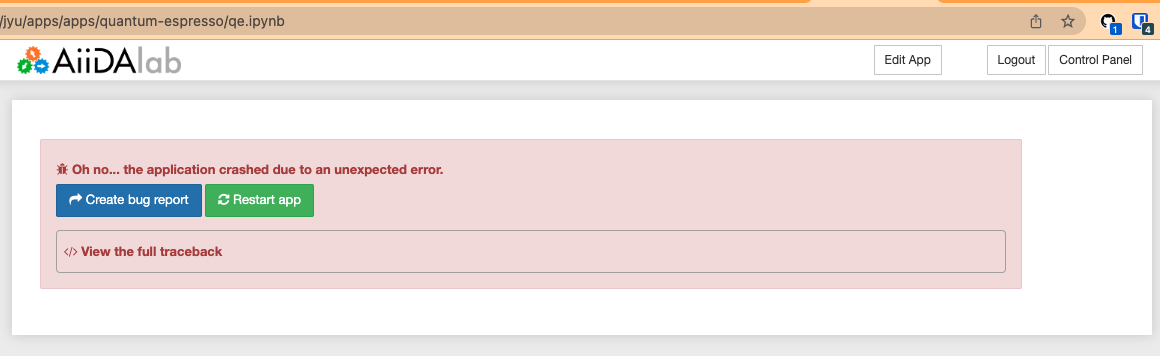 /jyu/apps/apps/quantum-espresso/qe.ipynb
1
4
AiiDAlab
Edit App
Logout
Control Panel
Oh no... the application crashed due to an unexpected error.
Create bug report
Restart app
</> View the full traceback